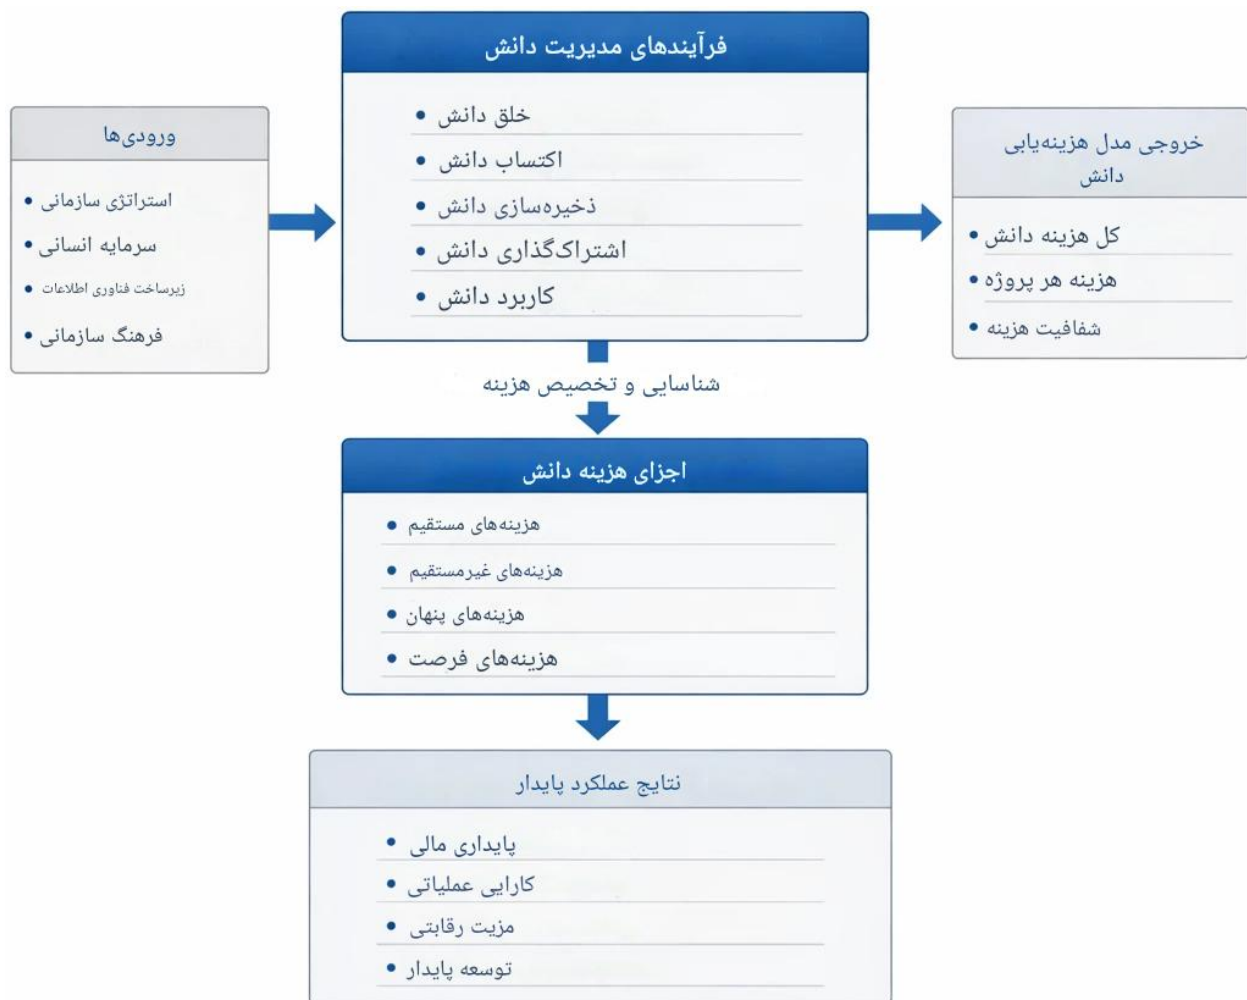 فرآیندهای مدیریت دانش
• خلق دانش
• اکتساب دانش
• ذخیره‌سازی دانش
• اشتراک‌گذاری دانش
• کاربرد دانش
ورودی‌ها
• استراتژی سازمانی
• سرمایه انسانی
• زیرساخت فناوری اطلاعات
• فرهنگ سازمانی
خروجی مدل هزینه‌یابی
دانش
• کل هزینه دانش
• هزینه هر پروژه
• شفافیت هزینه
شناسایی و تخصیص هزینه
اجزای هزینه دانش
• هزینه‌های مستقیم
• هزینه‌های غیرمستقیم
• هزینه‌های پنهان
• هزینه‌های فرصت
نتایج عملکرد پایدار
• پایداری مالی
• کارایی عملیاتی
• مزیت رقابتی
• توسعه پایدار